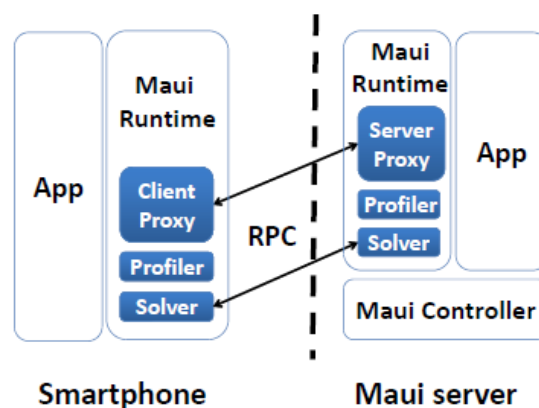 App
Maui
Runtime
Client
Proxy
Profiler
Solver
RPC
Maui
Runtime
Server
Proxy
Profiler
Solver
App
Maui Controller
Smartphone
Maui server